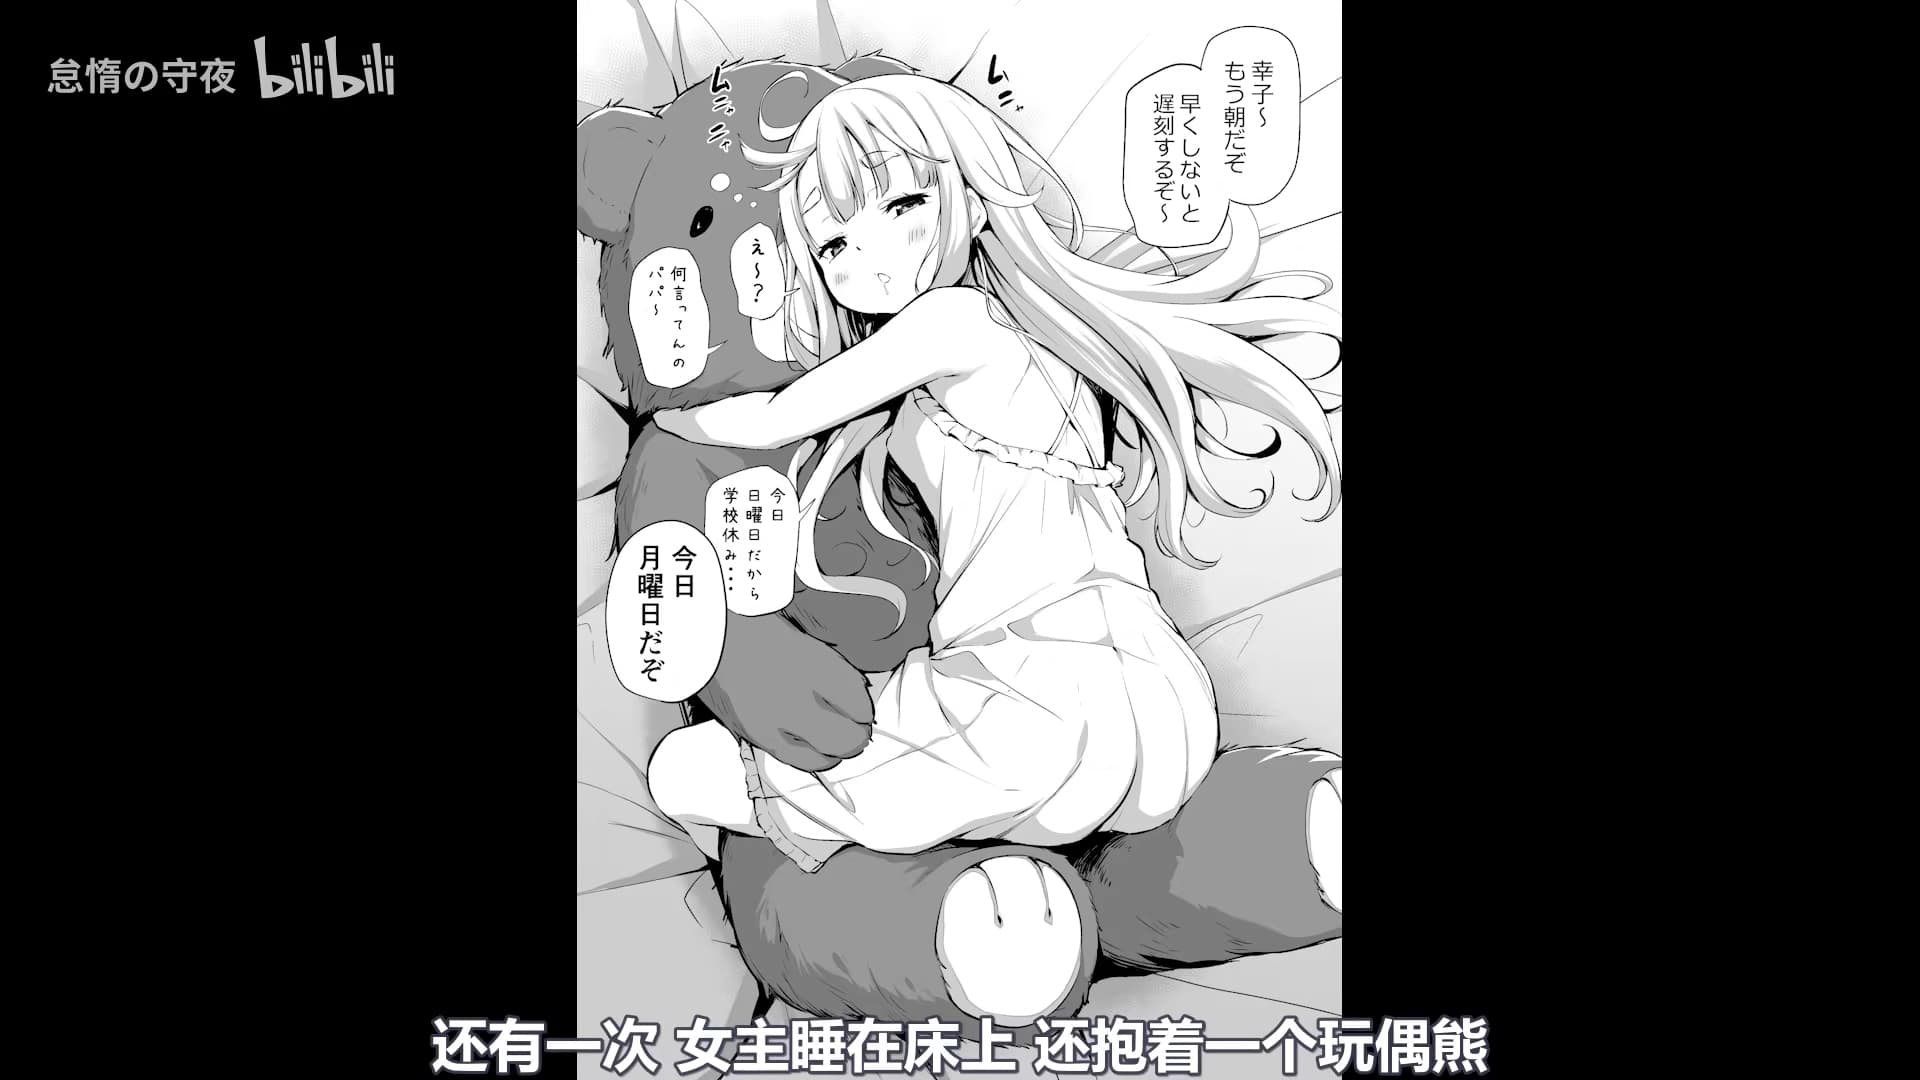 怠惰の守夜 bilibili
幸子〜
もう朝だぞ
早くしないと
遅刻するぞ〜
ムニャ
ムニャ
え〜?
何言ってんの
パパ〜
今日
日曜日だから
学校休み・・・
今日
月曜日だぞ
还有一次 女主睡在床上 还抱着一个玩偶熊